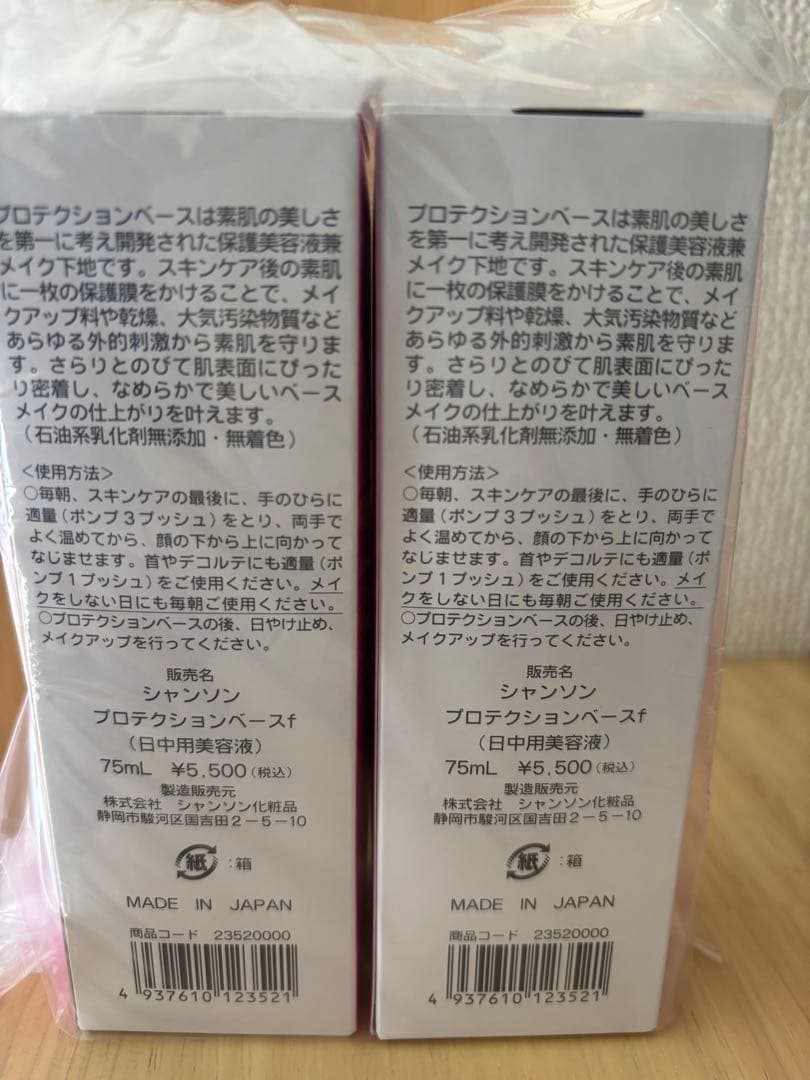 プロテクションベースは素肌の美しさ
を第一に考え開発された保護美容液兼
メイク下地です。スキンケア後の素肌
に一枚の保護膜をかけることで、メイ
クアップ料や乾燥、大気汚染物質など
あらゆる外的刺激から素肌を守りま
す。さらりとのびて肌表面にぴった
り密着し、なめらかで美しいベース
メイクの仕上がりを叶えます。
（石油系乳化剤無添加・無着色）
＜使用方法＞
○毎朝、スキンケアの最後に、手のひらに
適量（ポンプ３プッシュ）をとり、両手で
よく温めてから、顔の下から上に向かって
なじませます。首やデコルテにも適量（ポ
ンプ１プッシュ）をご使用ください。メイ
クをしない日にも毎朝ご使用ください。
○プロテクションベースの後、日やけ止め、
メイクアップを行ってください。
販売名
シャンソン
プロテクションベースf
（日中用美容液）
75mL ¥5,500（税込）
製造販売元
株式会社 シャンソン化粧品
静岡市駿河区国吉田２－５－10
紙 :箱
MADE IN JAPAN
商品コード 23520000
4 937610 123521
プロテクションベースは素肌の美しさ
を第一に考え開発された保護美容液兼
メイク下地です。スキンケア後の素肌
に一枚の保護膜をかけることで、メイ
クアップ料や乾燥、大気汚染物質など
あらゆる外的刺激から素肌を守りま
す。さらりとのびて肌表面にぴった
り密着し、なめらかで美しいベース
メイクの仕上がりを叶えます。
（石油系乳化剤無添加・無着色）
＜使用方法＞
○毎朝、スキンケアの最後に、手のひらに
適量（ポンプ３プッシュ）をとり、両手で
よく温めてから、顔の下から上に向かって
なじませます。首やデコルテにも適量（ポ
ンプ１プッシュ）をご使用ください。メイ
クをしない日にも毎朝ご使用ください。
○プロテクションベースの後、日やけ止め、
メイクアップを行ってください。
販売名
シャンソン
プロテクションベースf
（日中用美容液）
75mL ¥5,500（税込）
製造販売元
株式会社 シャンソン化粧品
静岡市駿河区国吉田２－５－10
紙 :箱
MADE IN JAPAN
商品コード 23520000
4 937610 123521